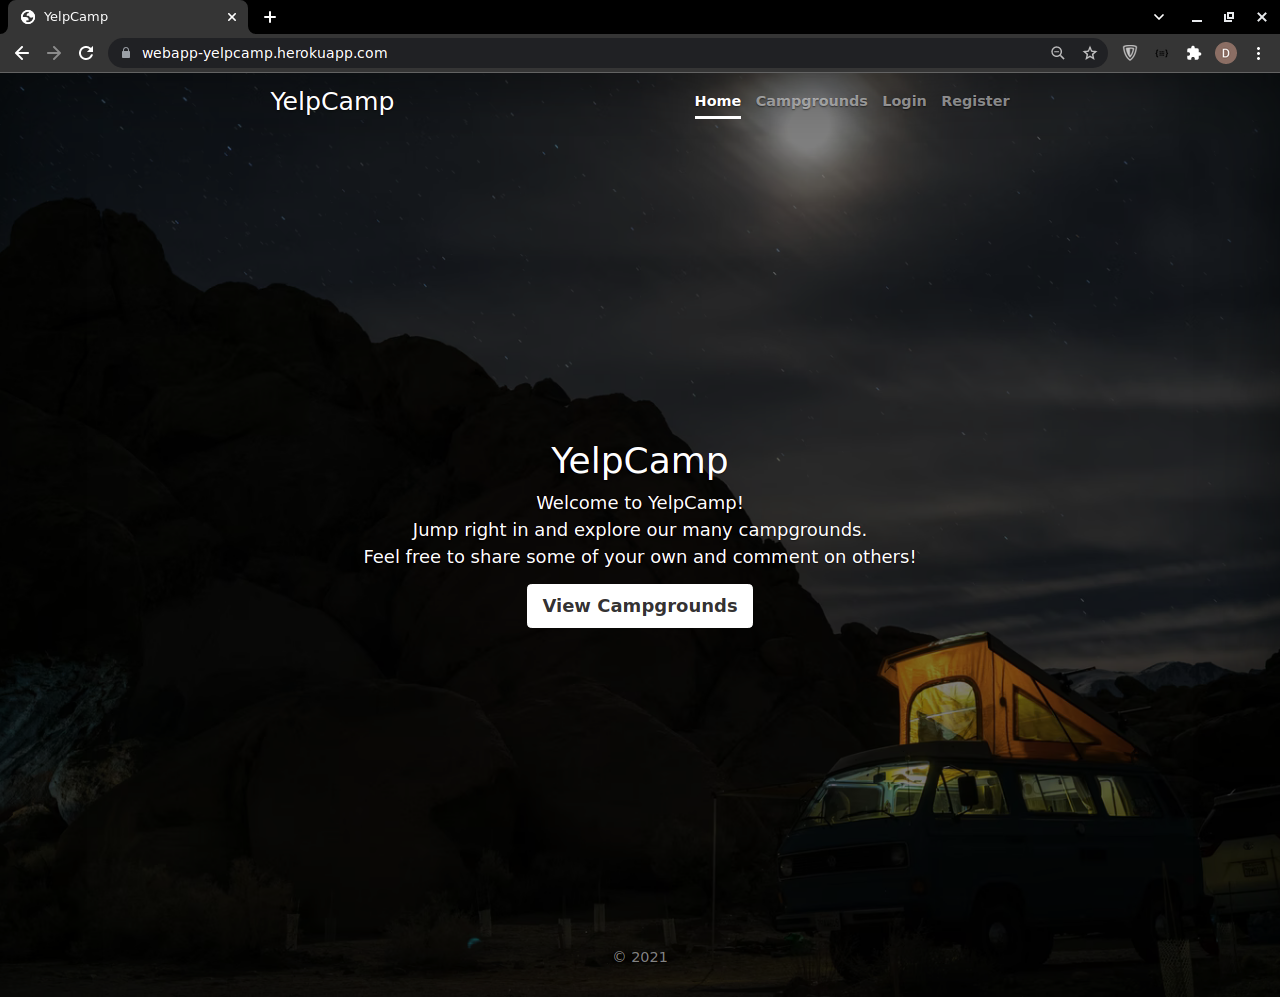 YelpCamp
webapp-yelpcamp.herokuapp.com
D
YelpCamp
Home Campgrounds Login Register
YelpCamp
Welcome to YelpCamp!
Jump right in and explore our many campgrounds.
Feel free to share some of your own and comment on others!
View Campgrounds
© 2021